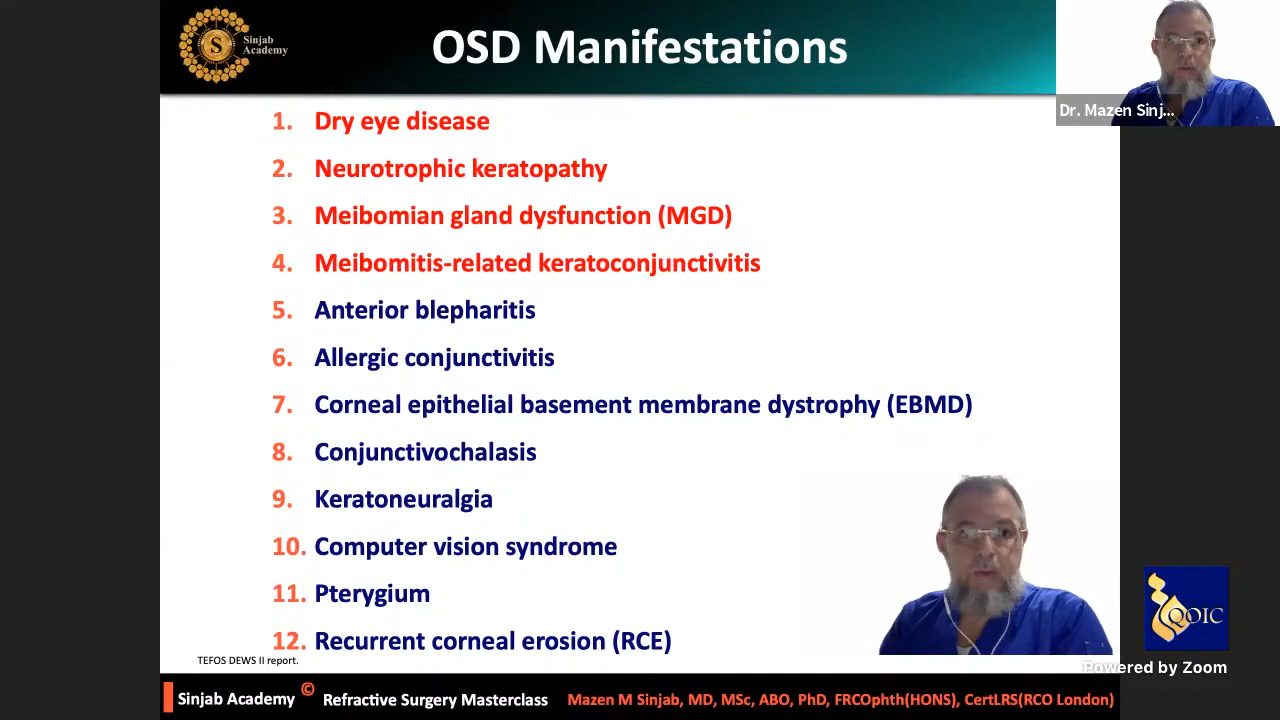 Sinjab
Academy
OSD Manifestations
Dr. Mazen Sinj...
1. Dry eye disease
2. Neurotrophic keratopathy
3. Meibomian gland dysfunction (MGD)
4. Meibomitis-related keratoconjunctivitis
5. Anterior blepharitis
6. Allergic conjunctivitis
7. Corneal epithelial basement membrane dystrophy (EBMD)
8. Conjunctivochalasis
9. Keratoneuralgia
10. Computer vision syndrome
11. Pterygium
12. Recurrent corneal erosion (RCE)
TEFOS DEWS II report.
QOIC
Powered by Zoom
Sinjab Academy © Refractive Surgery Masterclass Mazen M Sinjab, MD, MSc, ABO, PhD, FRCOphth(HONS), CertLRS(RCO London)